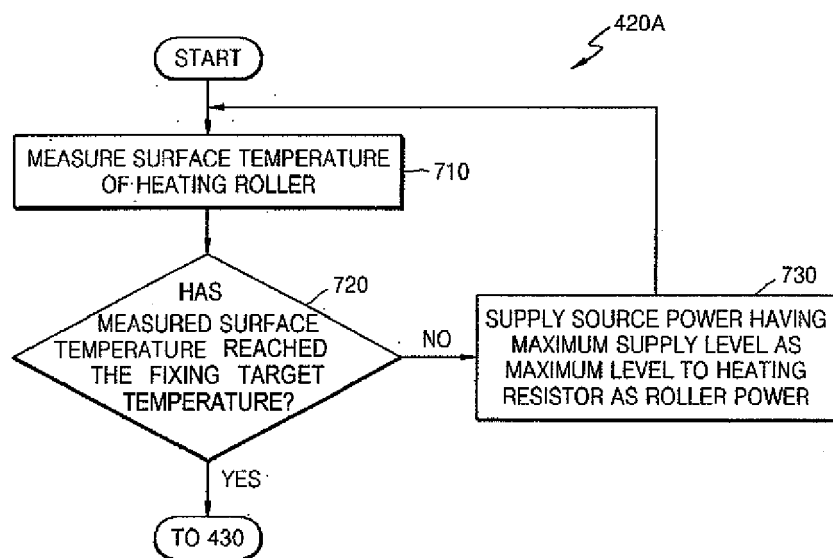 420A
START
MEASURE SURFACE TEMPERATURE
OF HEATING ROLLER
710
720
HAS
MEASURED SURFACE
TEMPERATURE REACHED
THE FIXING TARGET
TEMPERATURE?
NO
730
SUPPLY SOURCE POWER HAVING
MAXIMUM SUPPLY LEVEL AS
MAXIMUM LEVEL TO HEATING
RESISTOR AS ROLLER POWER
YES
TO 430